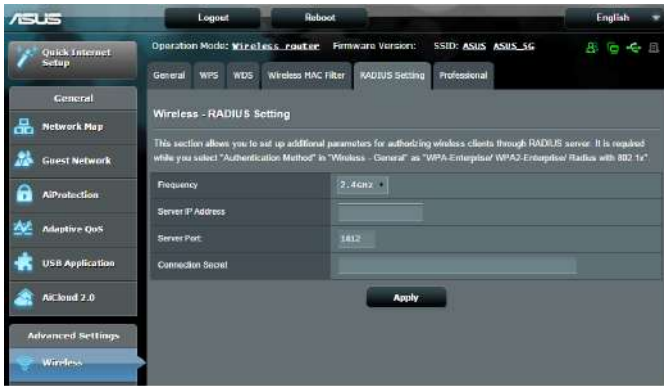 ASUS
Logout
Reboot
English
Quick Internet Setup
Operation Mode: Wireless router Firmware Version: SSID: ASUS ASUS_5G
General WPS WDS Wireless MAC Filter RADIUS Setting Professional
General
Network Map
Guest Network
AiProtection
Adaptive QoS
USB Application
AiCloud 2.0
Advanced Settings
Wireless
Wireless - RADIUS Setting
This section allows you to set up additional parameters for authorizing wireless clients through RADIUS server. It is required
while you select "Authentication Method" in "Wireless - General" as "WPA-Enterprise/ WPA2-Enterprise/ Radius with 802.1x".
Frequency 2.4GHz
Server IP Address
Server Port: 1812
Connection Secret
Apply